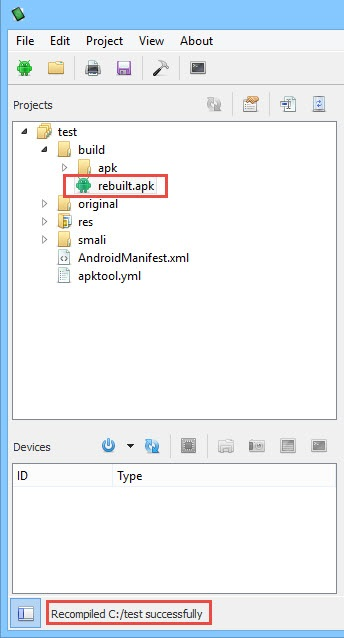 File Edit Project View About
Projects
test
build
apk
rebuilt.apk
original
res
smali
AndroidManifest.xml
apktool.yml
Devices
ID Type
Recompiled C:/test successfully